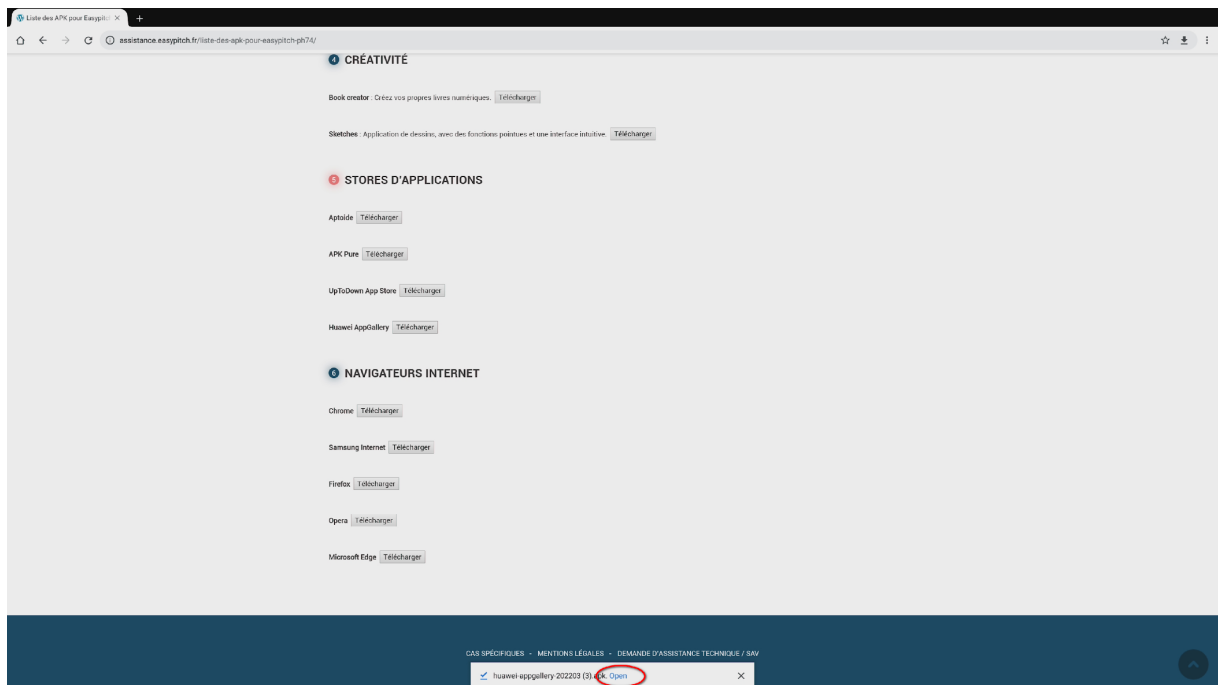 Liste des APK pour Easypitc
assistance.easypitch.fr/liste-des-apk-pour-easypitch-ph74/
4 CRÉATIVITÉ
Book creator : Créez vos propres livres numériques. Télécharger
Sketches : Application de dessins, avec des fonctions pointues et une interface intuitive. Télécharger
5 STORES D'APPLICATIONS
Aptoide Télécharger
APK Pure Télécharger
UpToDown App Store Télécharger
Huawei AppGallery Télécharger
6 NAVIGATEURS INTERNET
Chrome Télécharger
Samsung Internet Télécharger
Firefox Télécharger
Opera Télécharger
Microsoft Edge Télécharger
CAS SPÉCIFIQUES - MENTIONS LÉGALES - DEMANDE D'ASSISTANCE TECHNIQUE / SAV
huawei-appgallery-202203 (3).apk. Open